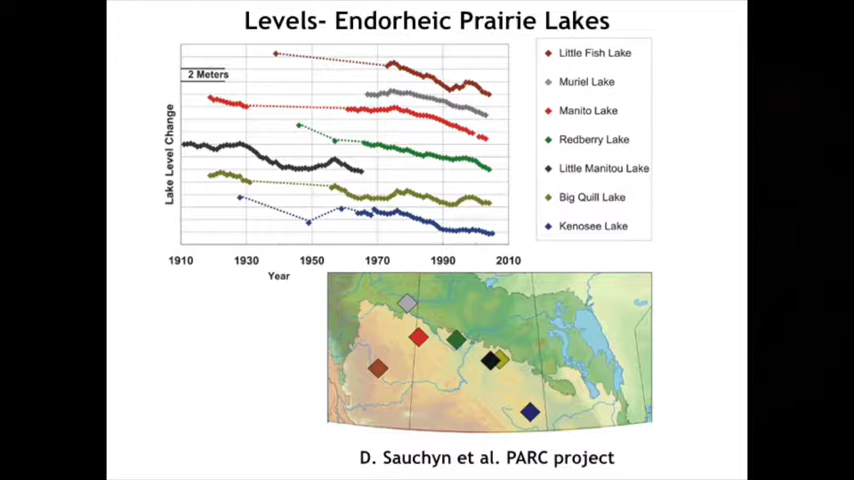 Levels- Endorheic Prairie Lakes
2 Meters
Lake Level Change
1910 1930 1950 1970 1990 2010
Year
Little Fish Lake
Muriel Lake
Manito Lake
Redberry Lake
Little Manitou Lake
Big Quill Lake
Kenosee Lake
D. Sauchyn et al. PARC project